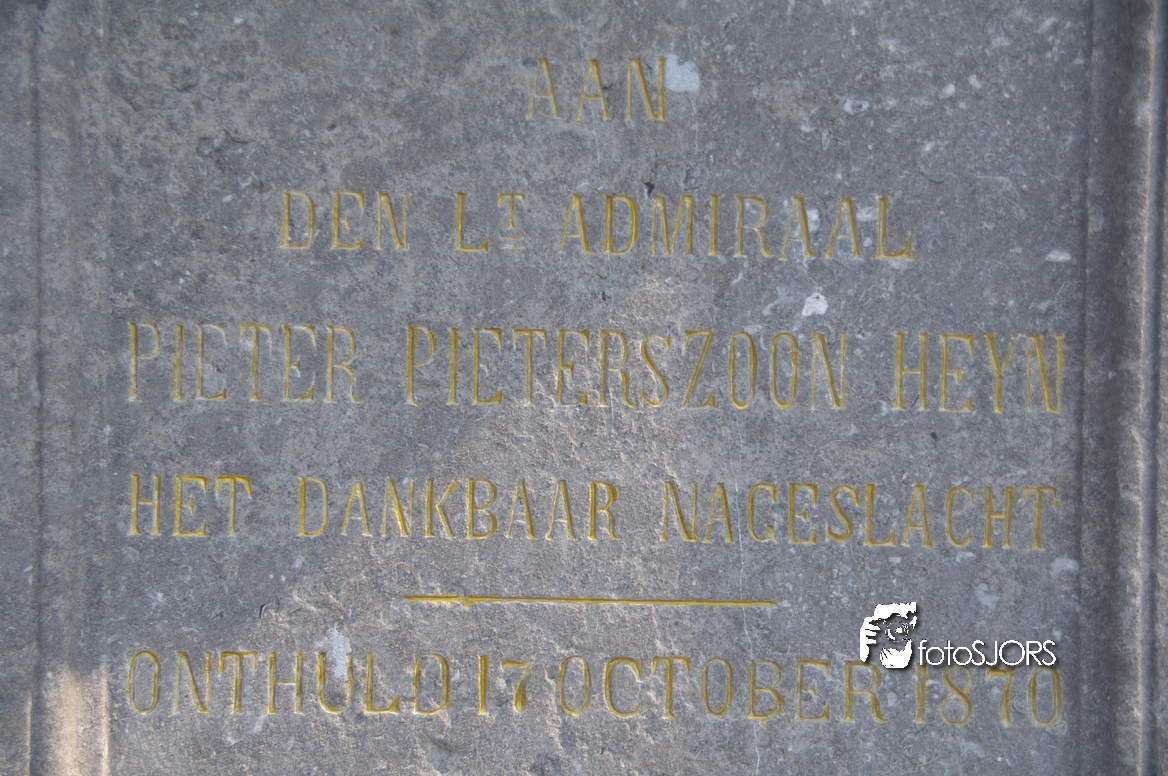 AAN
DEN LT ADMIRAAL
PIETER PIETERSZOON HEYN
HET DANKBAAR NAGESLACHT
ONTHULD 17 OCTOBER 1870
fotoSJORS